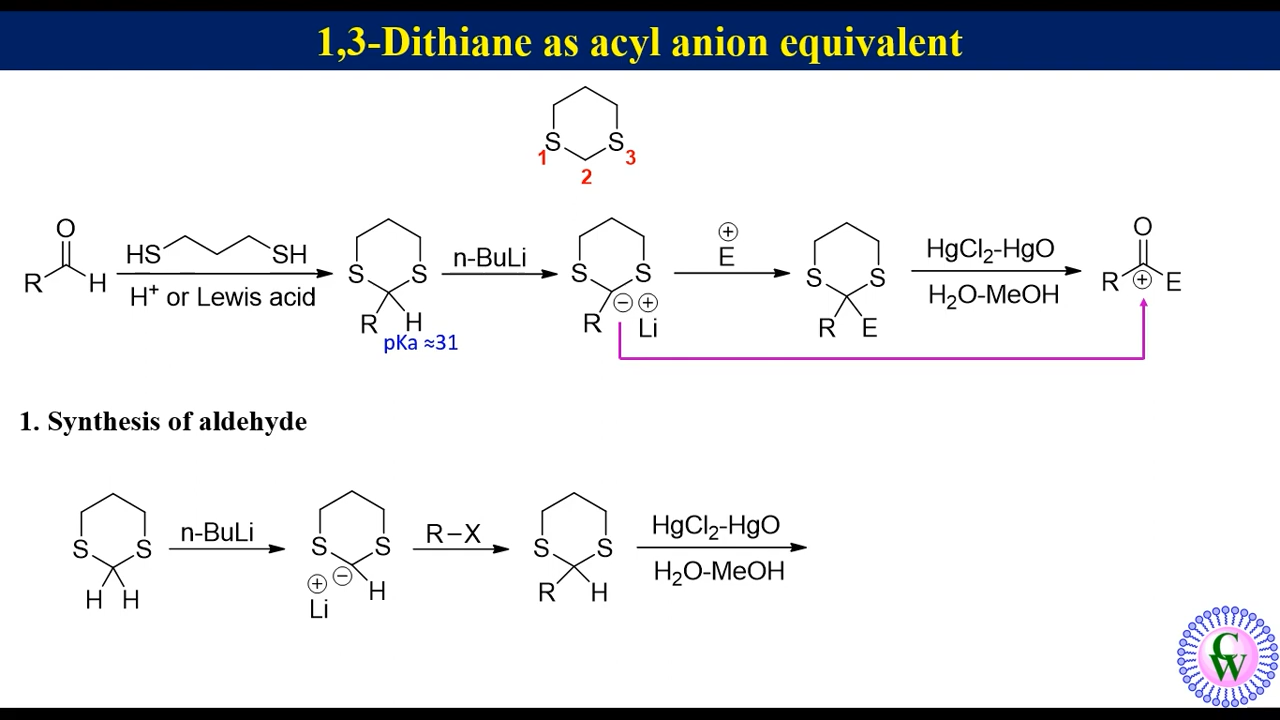 1,3-Dithiane as acyl anion equivalent
S S
1 3
2
O
R H
HS SH
H⁺ or Lewis acid
S S
R H
pKa ≈31
n-BuLi
S S
R ⊖ ⊕
Li
⊕
E
S S
R E
HgCl₂-HgO
H₂O-MeOH
O
R ⊕ E
1. Synthesis of aldehyde
S S
H H
n-BuLi
S S
⊕ ⊖ H
Li
R–X
S S
R H
HgCl₂-HgO
H₂O-MeOH
C
W